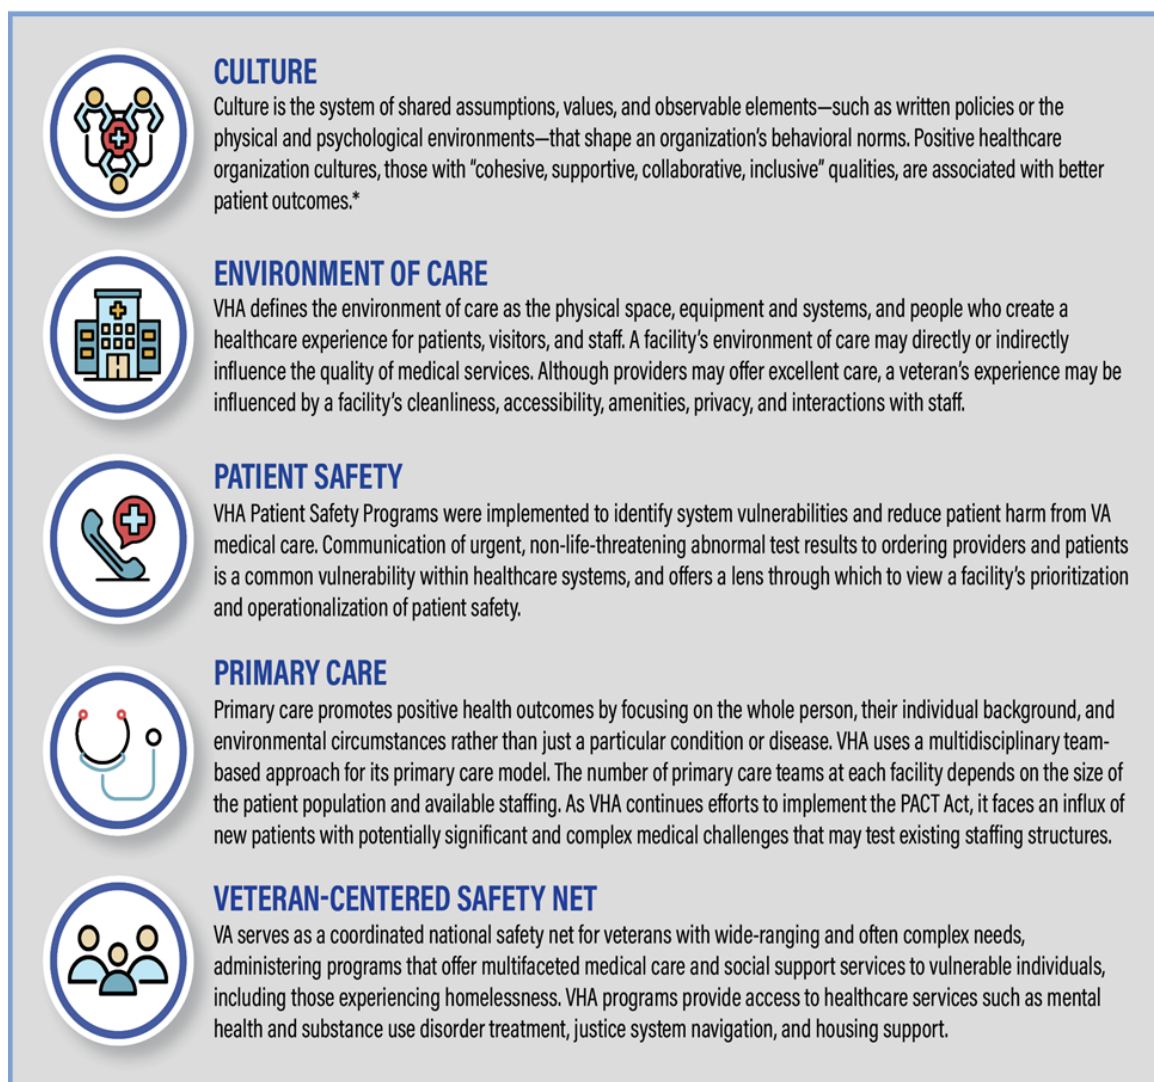 CULTURE
Culture is the system of shared assumptions, values, and observable elements—such as written policies or the
physical and psychological environments—that shape an organization’s behavioral norms. Positive healthcare
organization cultures, those with “cohesive, supportive, collaborative, inclusive” qualities, are associated with better
patient outcomes.*
ENVIRONMENT OF CARE
VHA defines the environment of care as the physical space, equipment and systems, and people who create a
healthcare experience for patients, visitors, and staff. A facility’s environment of care may directly or indirectly
influence the quality of medical services. Although providers may offer excellent care, a veteran’s experience may be
influenced by a facility’s cleanliness, accessibility, amenities, privacy, and interactions with staff.
PATIENT SAFETY
VHA Patient Safety Programs were implemented to identify system vulnerabilities and reduce patient harm from VA
medical care. Communication of urgent, non-life-threatening abnormal test results to ordering providers and patients
is a common vulnerability within healthcare systems, and offers a lens through which to view a facility’s prioritization
and operationalization of patient safety.
PRIMARY CARE
Primary care promotes positive health outcomes by focusing on the whole person, their individual background, and
environmental circumstances rather than just a particular condition or disease. VHA uses a multidisciplinary team-
based approach for its primary care model. The number of primary care teams at each facility depends on the size of
the patient population and available staffing. As VHA continues efforts to implement the PACT Act, it faces an influx of
new patients with potentially significant and complex medical challenges that may test existing staffing structures.
VETERAN-CENTERED SAFETY NET
VA serves as a coordinated national safety net for veterans with wide-ranging and often complex needs,
administering programs that offer multifaceted medical care and social support services to vulnerable individuals,
including those experiencing homelessness. VHA programs provide access to healthcare services such as mental
health and substance use disorder treatment, justice system navigation, and housing support.